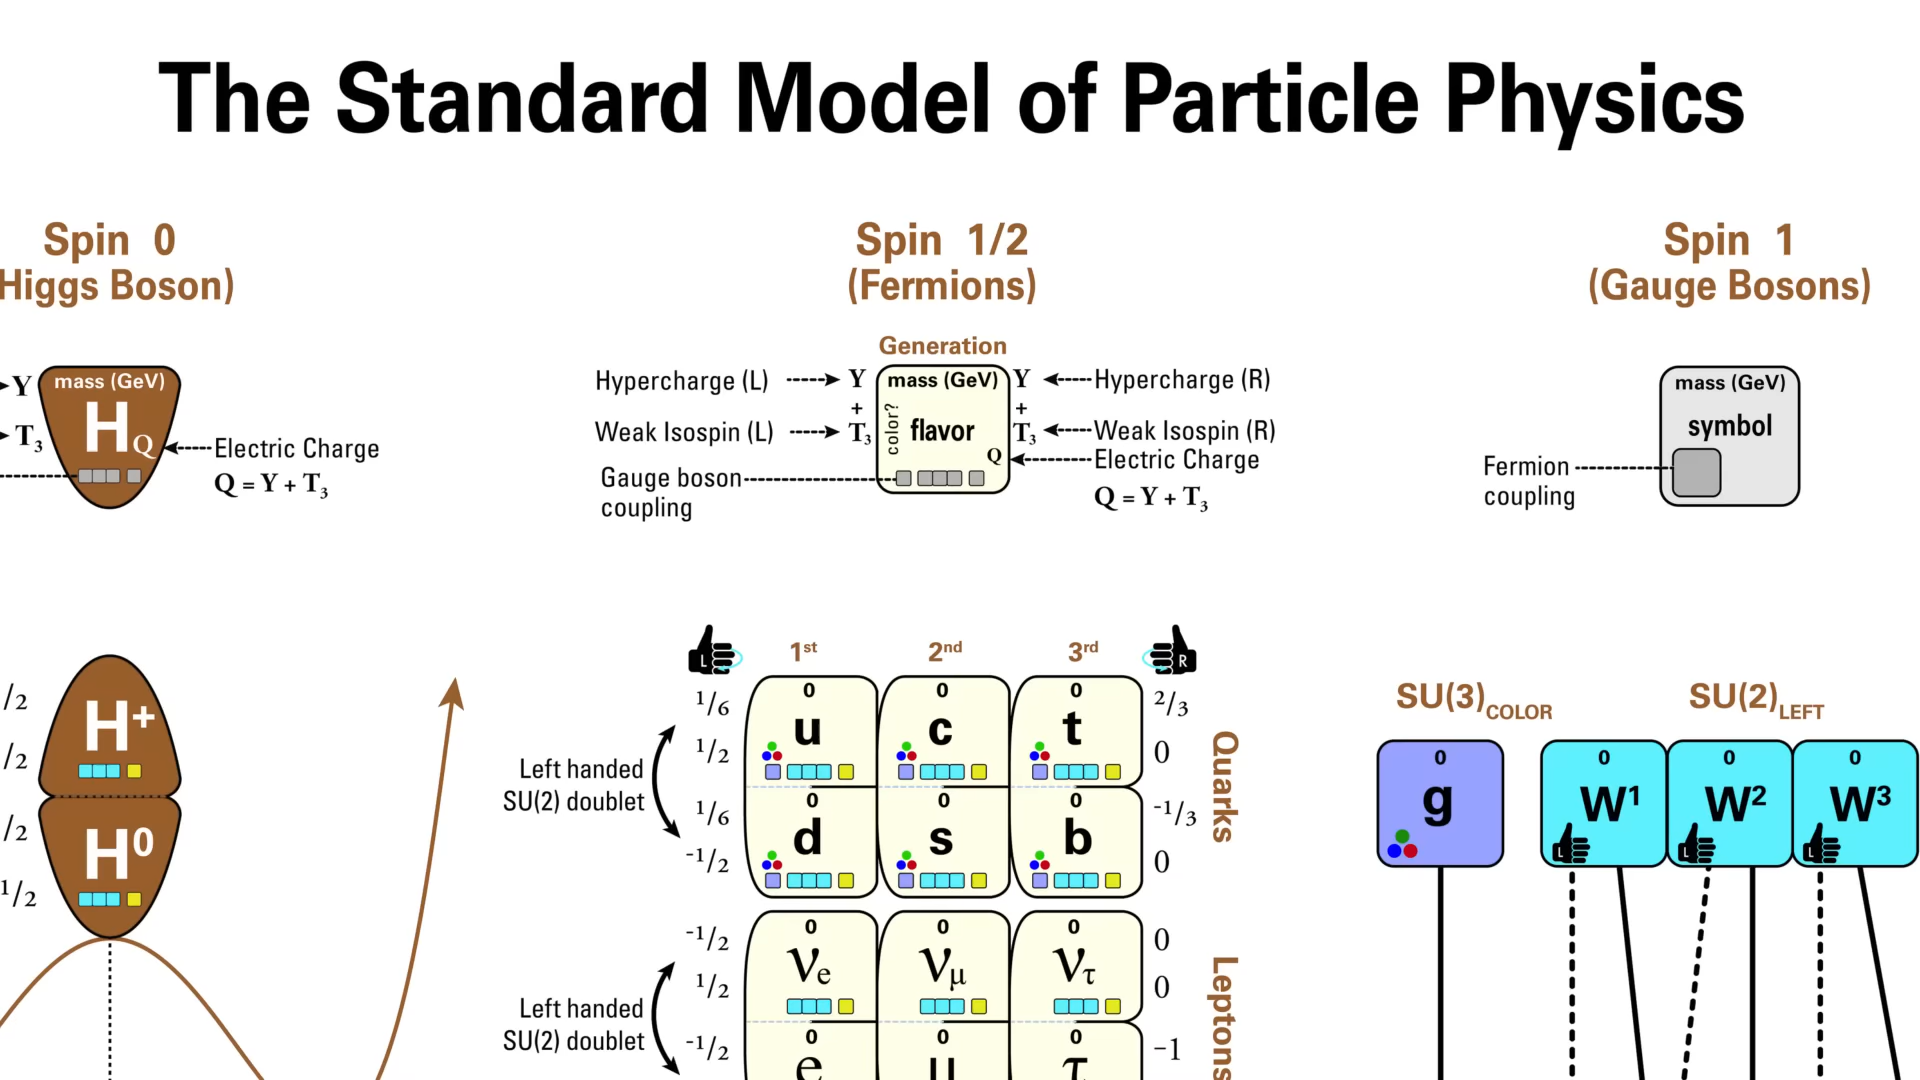 The Standard Model of Particle Physics
Spin 0
Higgs Boson)
Spin 1/2
(Fermions)
Spin 1
(Gauge Bosons)
Y
T3
mass (GeV)
H
Q
Electric Charge
Q = Y + T3
Generation
Hypercharge (L)
Y
+
T3
Weak Isospin (L)
Gauge boson
coupling
mass (GeV)
color?
flavor
Q
Y
+
T3
Hypercharge (R)
Weak Isospin (R)
Electric Charge
Q = Y + T3
mass (GeV)
symbol
Fermion
coupling
/2
/2
H+
/2
1/2
H0
L
1st
2nd
3rd
R
Left handed
SU(2) doublet
1/6
1/2
0
u
0
c
0
t
2/3
0
1/6
-1/2
0
d
0
s
0
b
-1/3
0
Quarks
Left handed
SU(2) doublet
-1/2
1/2
0
νe
0
νμ
0
ντ
0
0
-1/2
0
e
0
μ
0
τ
-1
Leptons
SU(3)COLOR
SU(2)LEFT
0
g
0
W1
L
0
W2
L
0
W3
L